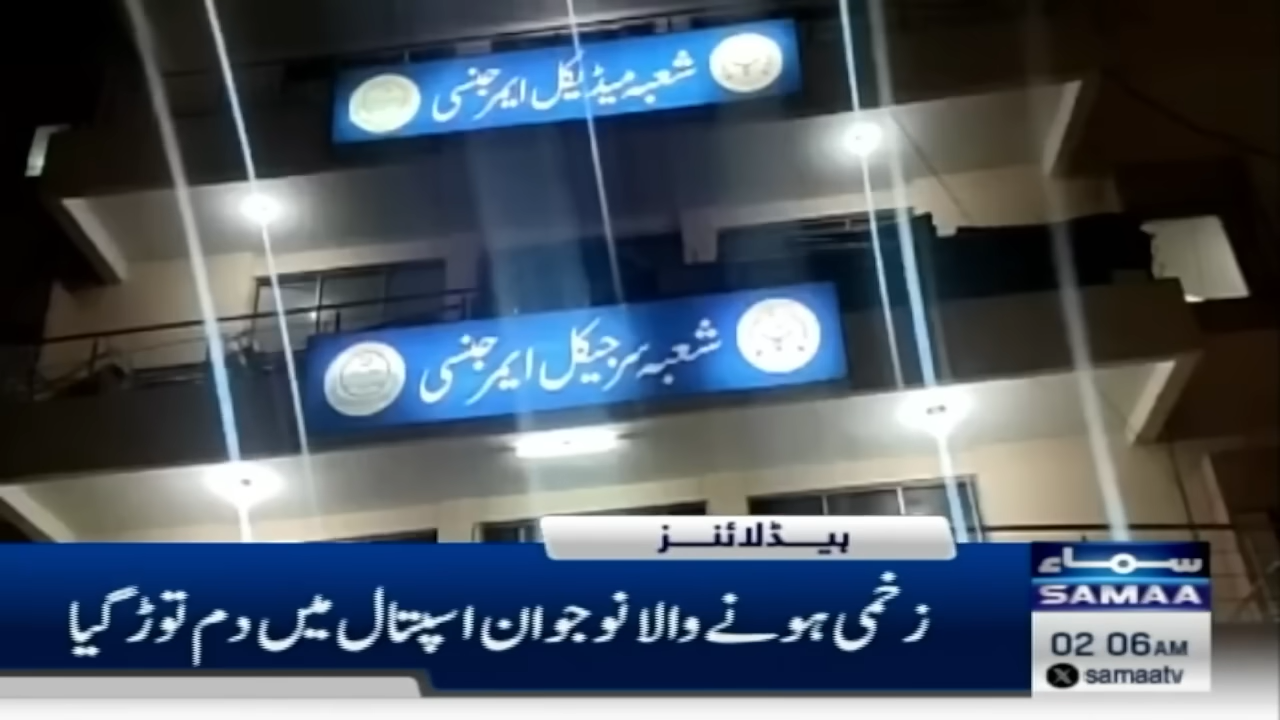 شعبہ میڈیکل ایمرجنسی
شعبہ سرجیکل ایمرجنسی
ہیڈلائنز
زخمی ہونے والا نوجوان اسپتال میں دم توڑ گیا
سماء
SAMAA
02 06 AM
X samaatv